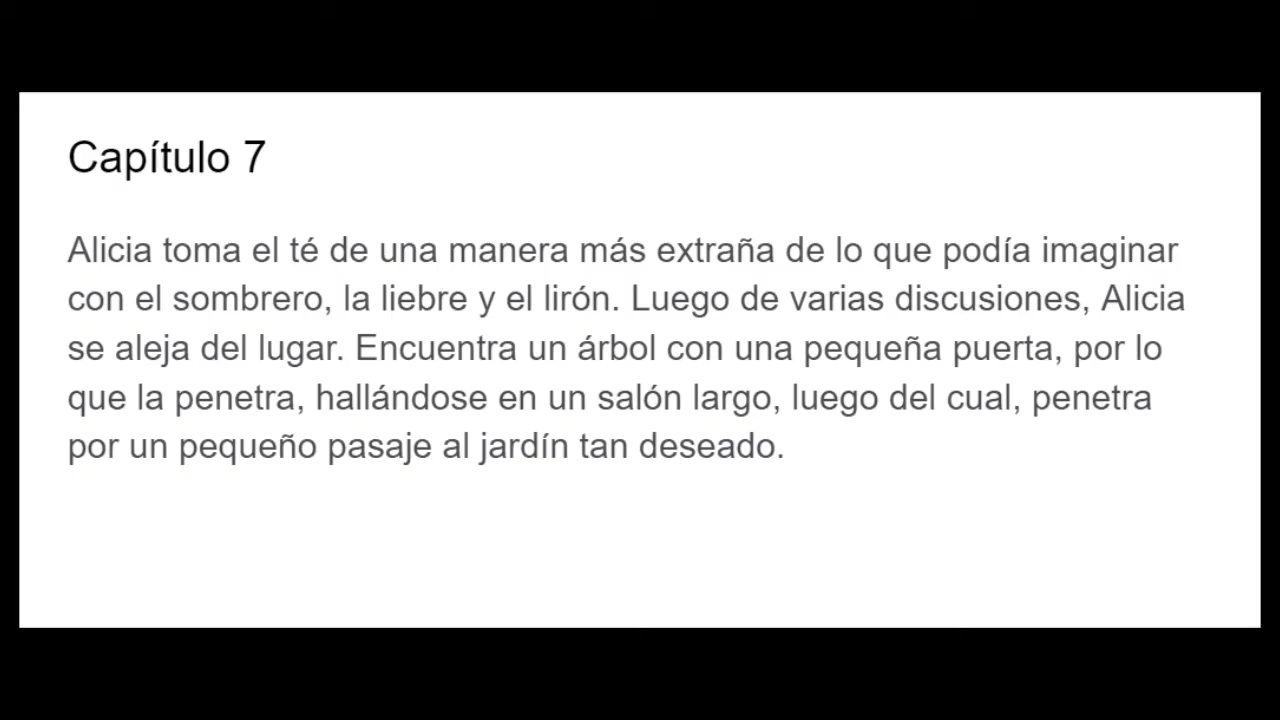 Capítulo 7
Alicia toma el té de una manera más extraña de lo que podía imaginar
con el sombrero, la liebre y el lirón. Luego de varias discusiones, Alicia
se aleja del lugar. Encuentra un árbol con una pequeña puerta, por lo
que la penetra, hallándose en un salón largo, luego del cual, penetra
por un pequeño pasaje al jardín tan deseado.